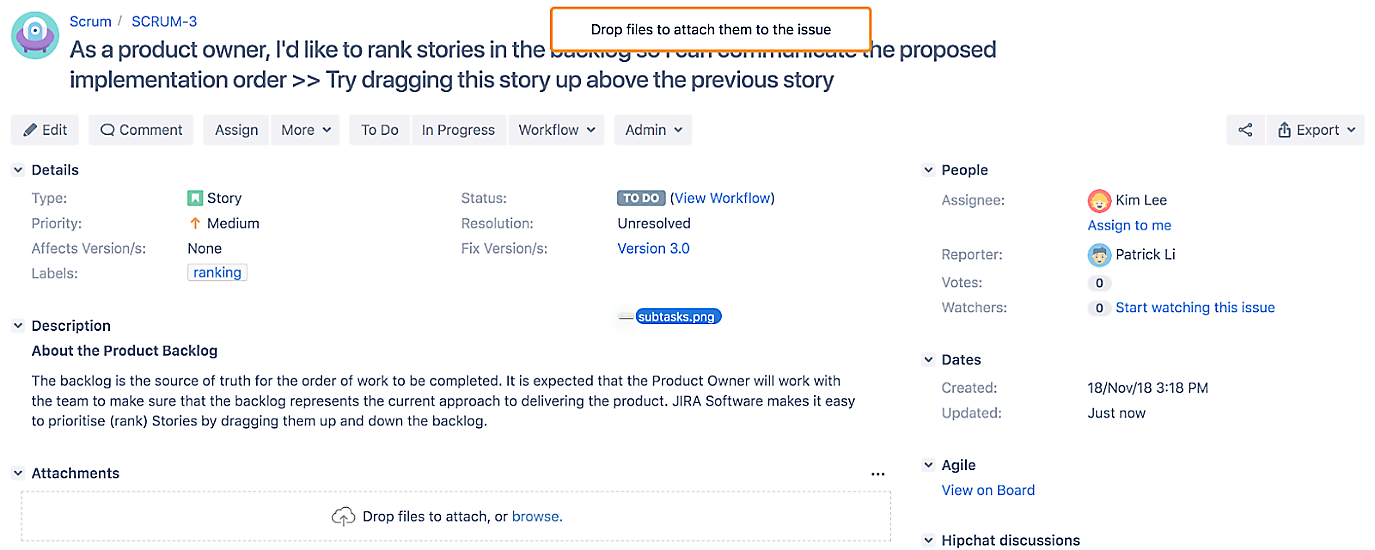 Scrum / SCRUM-3
Drop files to attach them to the issue
As a product owner, I'd like to rank stories in the backlog so I can communicate the proposed
implementation order >> Try dragging this story up above the previous story
Edit Comment Assign More To Do In Progress Workflow Admin Export
Details
Type: Story
Priority: Medium
Affects Version/s: None
Labels: ranking
Status: TO DO (View Workflow)
Resolution: Unresolved
Fix Version/s: Version 3.0
subtasks.png
Description
About the Product Backlog
The backlog is the source of truth for the order of work to be completed. It is expected that the Product Owner will work with
the team to make sure that the backlog represents the current approach to delivering the product. JIRA Software makes it easy
to prioritise (rank) Stories by dragging them up and down the backlog.
Attachments
Drop files to attach, or browse.
People
Assignee: Kim Lee
Assign to me
Reporter: Patrick Li
Votes: 0
Watchers: 0 Start watching this issue
Dates
Created: 18/Nov/18 3:18 PM
Updated: Just now
Agile
View on Board
Hipchat discussions